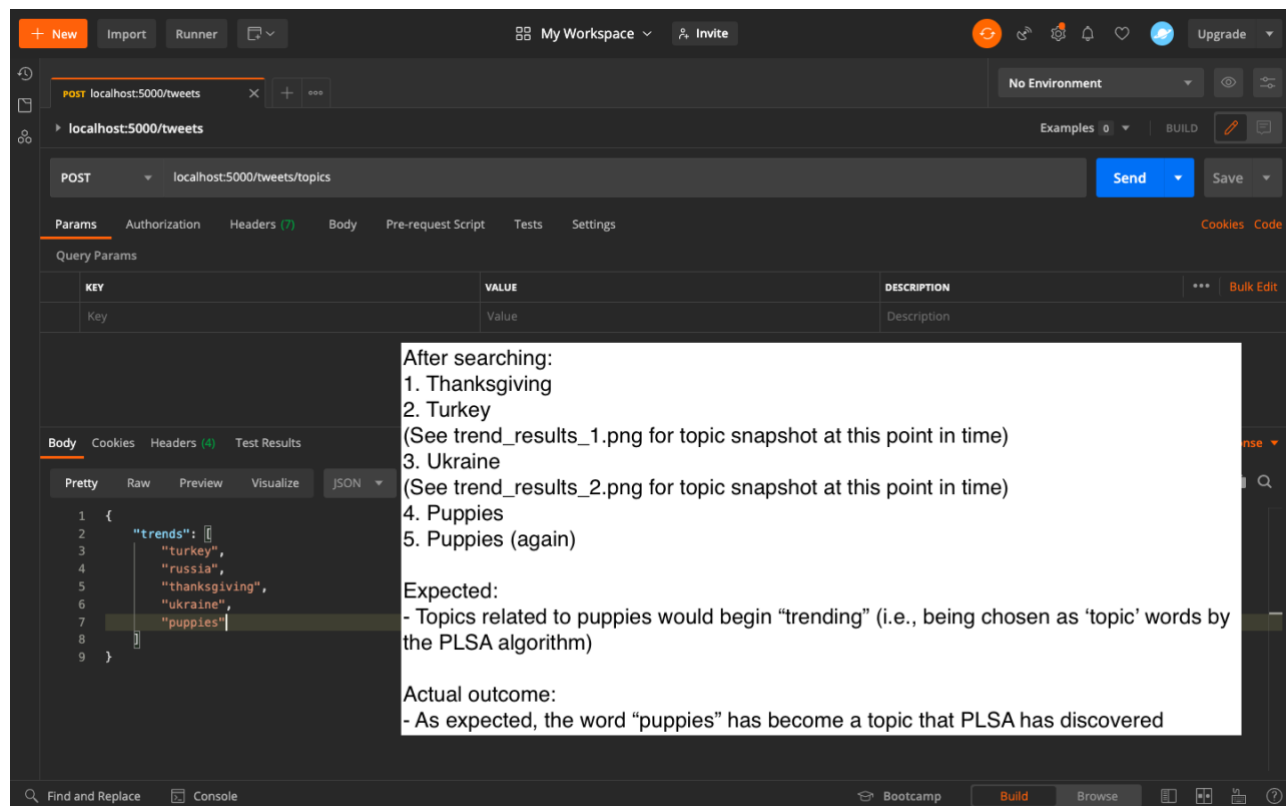 + New Import Runner My Workspace Invite Upgrade
POST localhost:5000/tweets No Environment
localhost:5000/tweets Examples 0 BUILD
POST localhost:5000/tweets/topics Send Save
Params Authorization Headers (7) Body Pre-request Script Tests Settings Cookies Code
Query Params
KEY VALUE DESCRIPTION Bulk Edit
Key Value Description
After searching:
1. Thanksgiving
2. Turkey
(See trend_results_1.png for topic snapshot at this point in time)
3. Ukraine
(See trend_results_2.png for topic snapshot at this point in time)
4. Puppies
5. Puppies (again)
Expected:
- Topics related to puppies would begin “trending” (i.e., being chosen as ‘topic’ words by
the PLSA algorithm)
Actual outcome:
- As expected, the word “puppies” has become a topic that PLSA has discovered
Body Cookies Headers (4) Test Results
Pretty Raw Preview Visualize JSON
1 {
2 "trends": [
3 "turkey",
4 "russia",
5 "thanksgiving",
6 "ukraine",
7 "puppies"
8 ]
9 }
Find and Replace Console Bootcamp Build Browse